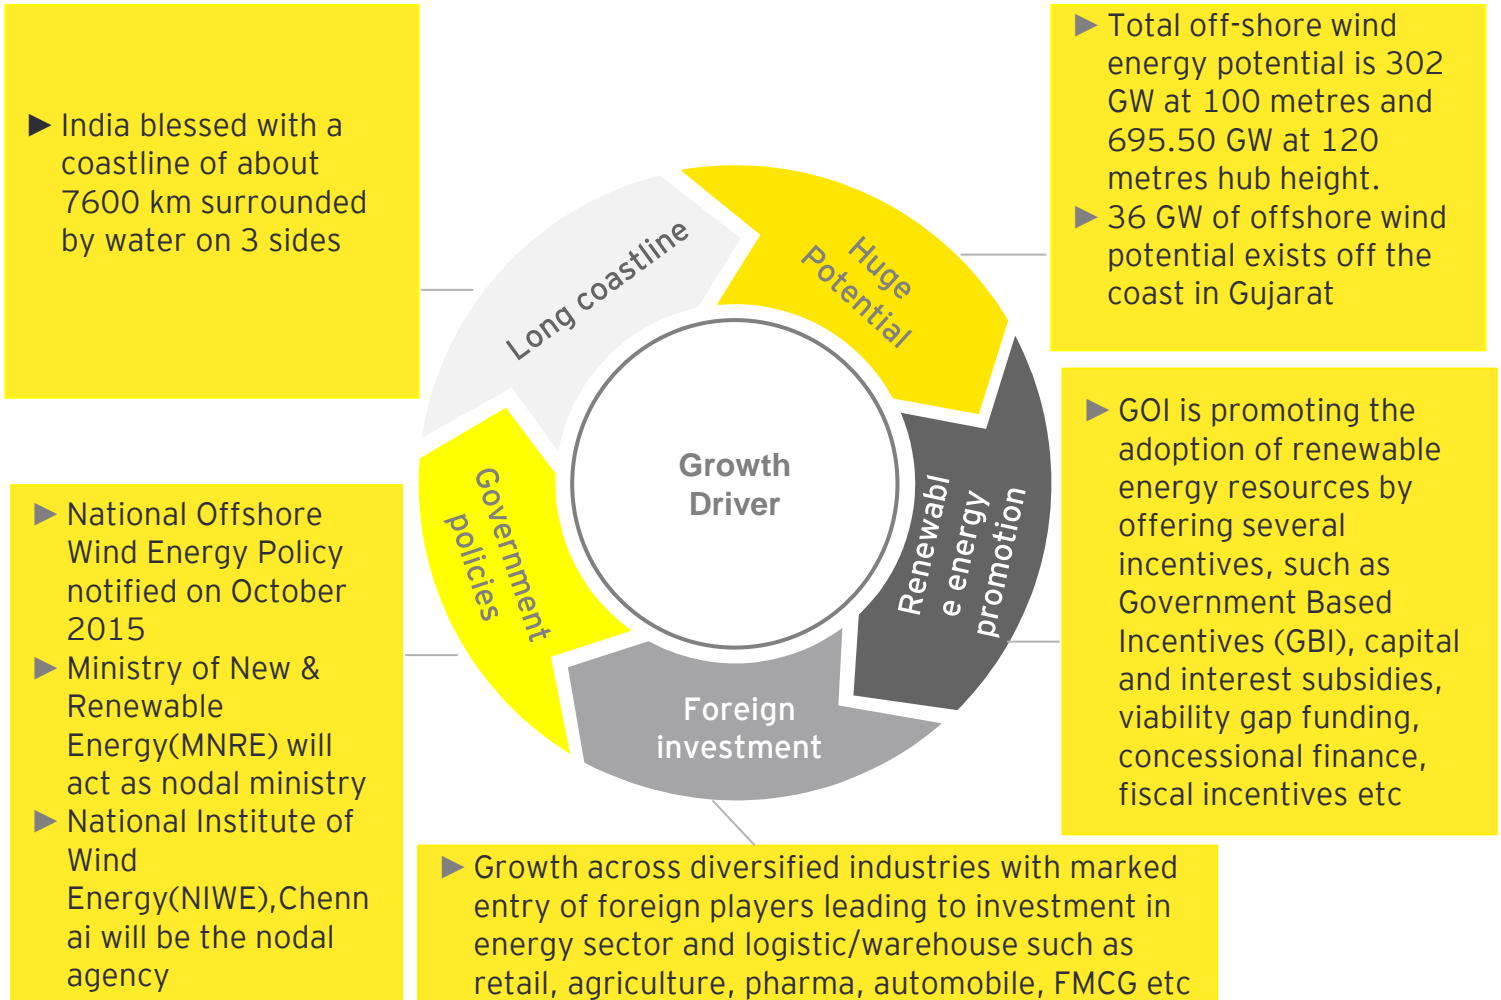 ► India blessed with a
coastline of about
7600 km surrounded
by water on 3 sides
► Total off-shore wind
energy potential is 302
GW at 100 metres and
695.50 GW at 120
metres hub height.
► 36 GW of offshore wind
potential exists off the
coast in Gujarat
Long coastline
Huge
Potential
Growth
Driver
Government
policies
Renewabl
e energy
promotion
Foreign
investment
► GOI is promoting the
adoption of renewable
energy resources by
offering several
incentives, such as
Government Based
Incentives (GBI), capital
and interest subsidies,
viability gap funding,
concessional finance,
fiscal incentives etc
► National Offshore
Wind Energy Policy
notified on October
2015
► Ministry of New &
Renewable
Energy(MNRE) will
act as nodal ministry
► National Institute of
Wind
Energy(NIWE),Chenn
ai will be the nodal
agency
► Growth across diversified industries with marked
entry of foreign players leading to investment in
energy sector and logistic/warehouse such as
retail, agriculture, pharma, automobile, FMCG etc